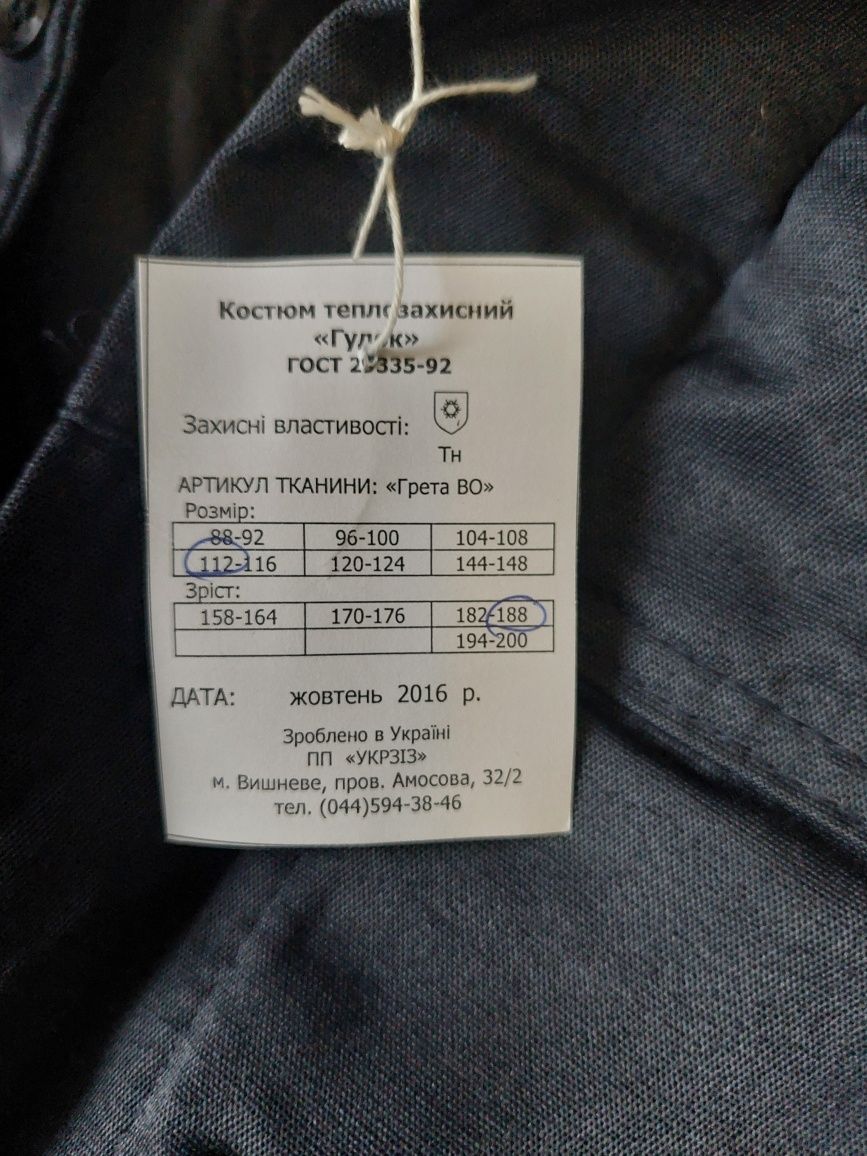 Костюм теплозахисний
ГОСТ 335-92
Захисні властивості:
Тн
АРТИКУЛ ТКАНИНИ: «Грета ВО»
Розмір:
88-92 96-100 104-108
112-116 120-124 144-148
Зріст:
158-164 170-176 182-188
194-200
ДАТА: жовтень 2016 р.
Зроблено в Україні
ПП «УКРЗІЗ»
м. Вишневе, пров. Амосова, 32/2
тел. (044)594-38-46